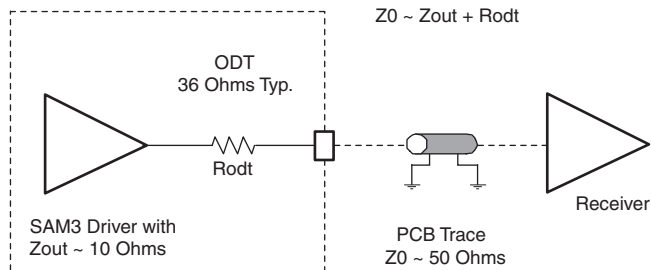 Z0 ~ Zout + Rodt
ODT
36 Ohms Typ.
Rodt
Receiver
SAM3 Driver with
Zout ~ 10 Ohms
PCB Trace
Z0 ~ 50 Ohms